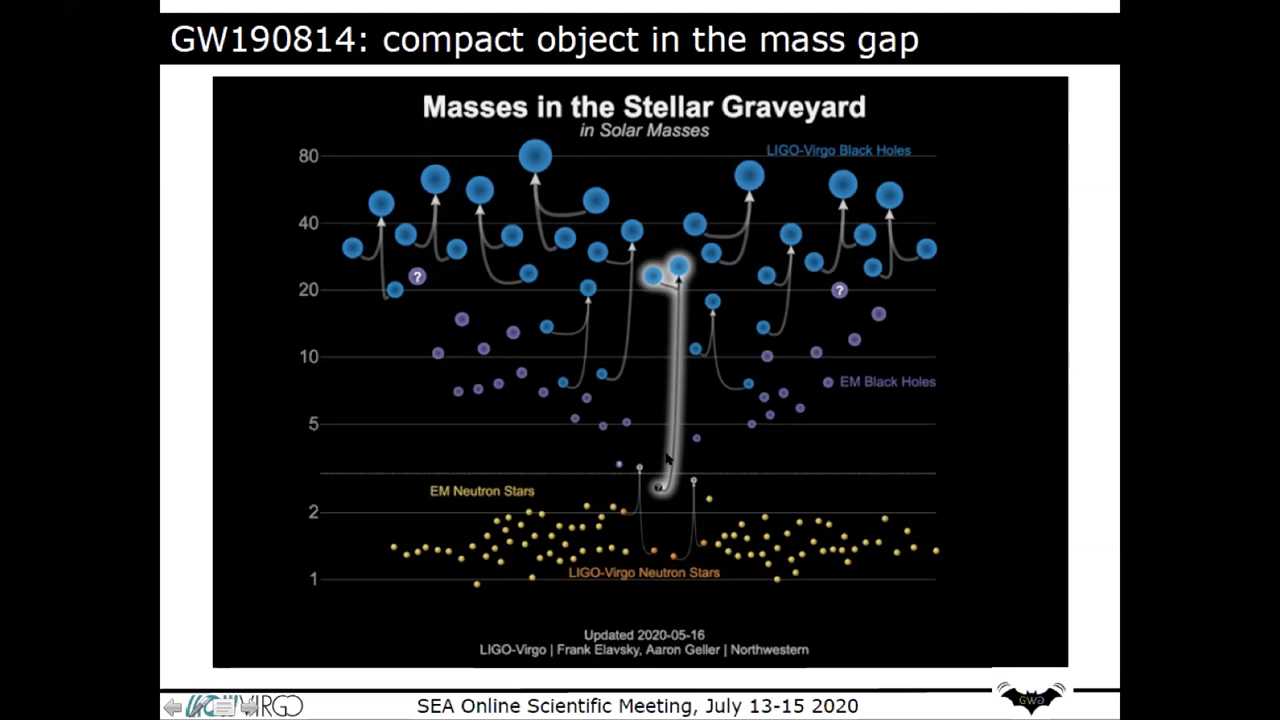 GW190814: compact object in the mass gap
Masses in the Stellar Graveyard
in Solar Masses
80
LIGO-Virgo Black Holes
40
?
20
?
10
EM Black Holes
5
EM Neutron Stars
2
LIGO-Virgo Neutron Stars
1
Updated 2020-05-16
LIGO-Virgo | Frank Elavsky, Aaron Geller | Northwestern
SEA Online Scientific Meeting, July 13-15 2020
GWD